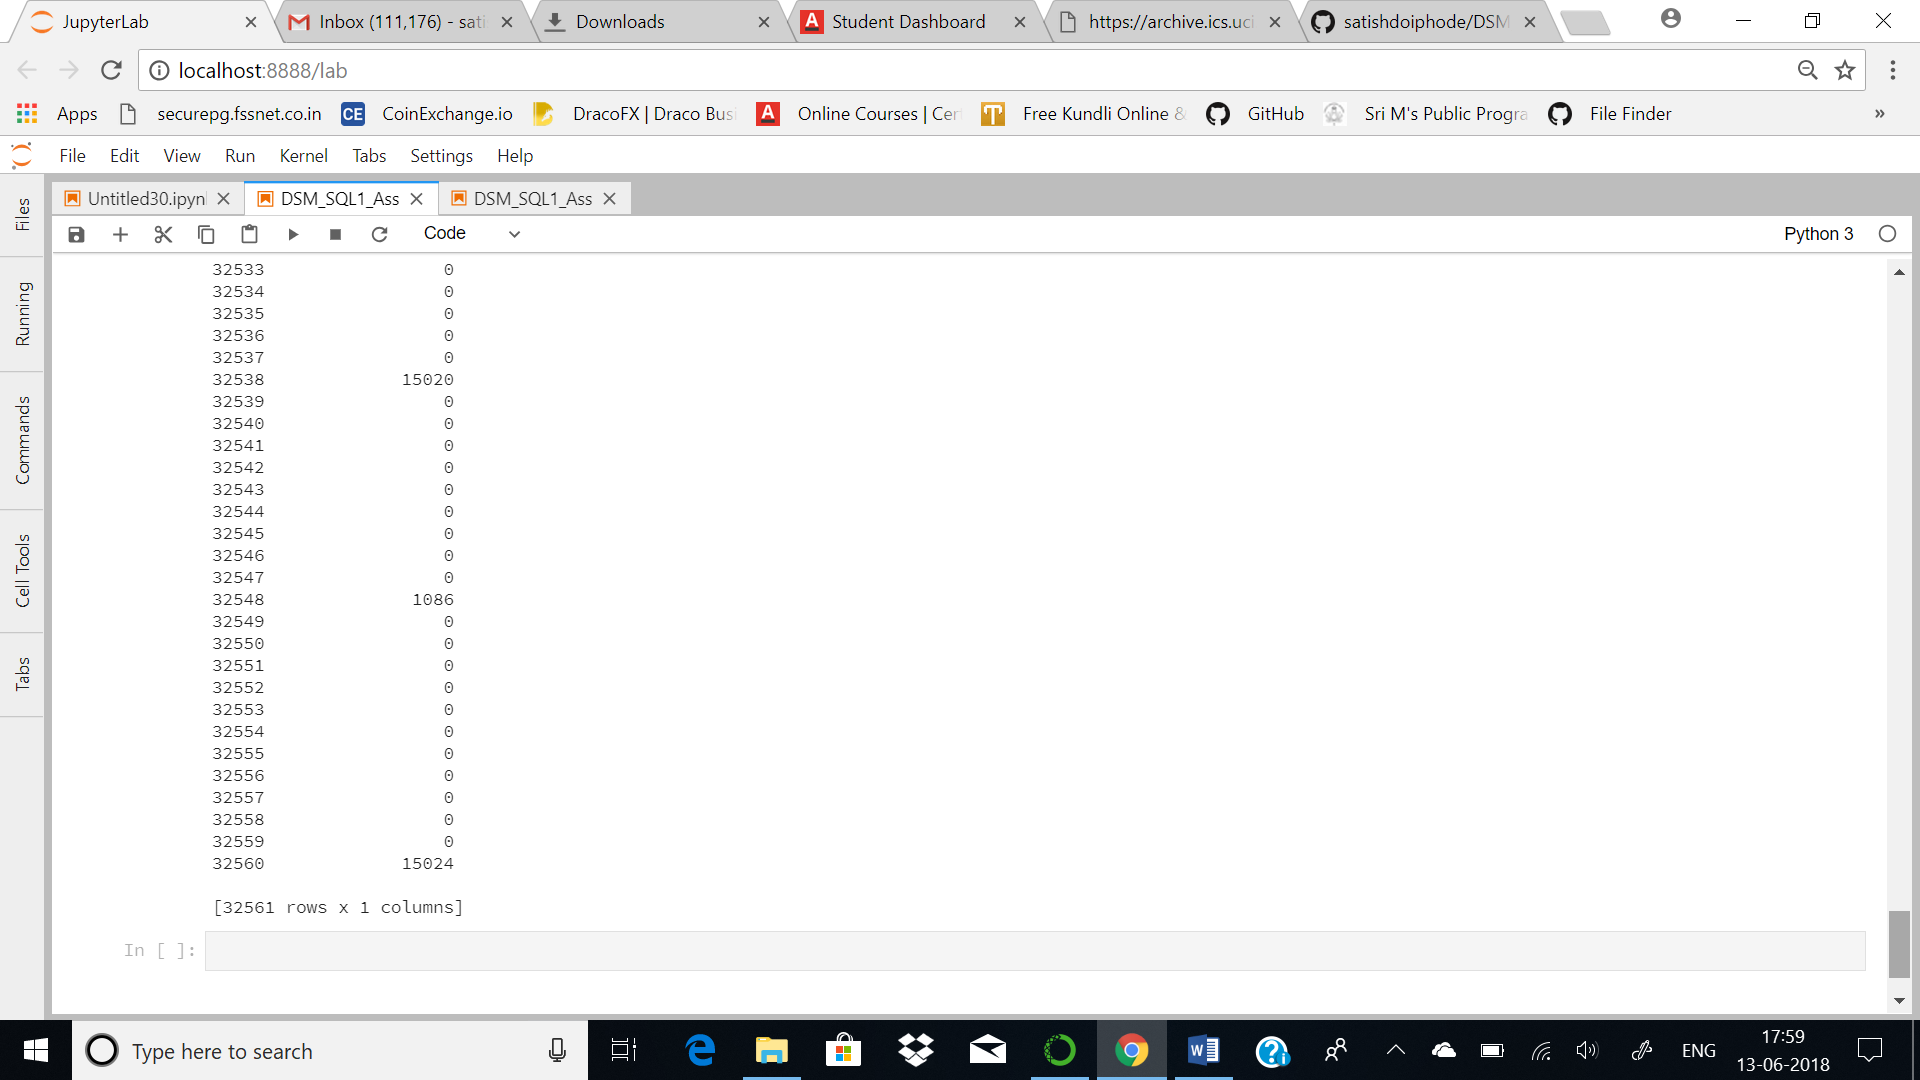 JupyterLab
Inbox (111,176) - sati
Downloads
Student Dashboard
https://archive.ics.uci
satishdoiphode/DSM
localhost:8888/lab
Apps
securepg.fssnet.co.in
CE CoinExchange.io
DracoFX | Draco Busi
A Online Courses | Cert
Free Kundli Online &
GitHub
Sri M's Public Progra
File Finder
»
File Edit View Run Kernel Tabs Settings Help
Untitled30.ipynl
DSM_SQL1_Ass
DSM_SQL1_Ass
Code
Python 3
Files
Running
Commands
Cell Tools
Tabs
32533 0
32534 0
32535 0
32536 0
32537 0
32538 15020
32539 0
32540 0
32541 0
32542 0
32543 0
32544 0
32545 0
32546 0
32547 0
32548 1086
32549 0
32550 0
32551 0
32552 0
32553 0
32554 0
32555 0
32556 0
32557 0
32558 0
32559 0
32560 15024
[32561 rows x 1 columns]
In [ ]:
Type here to search
ENG
17:59
13-06-2018